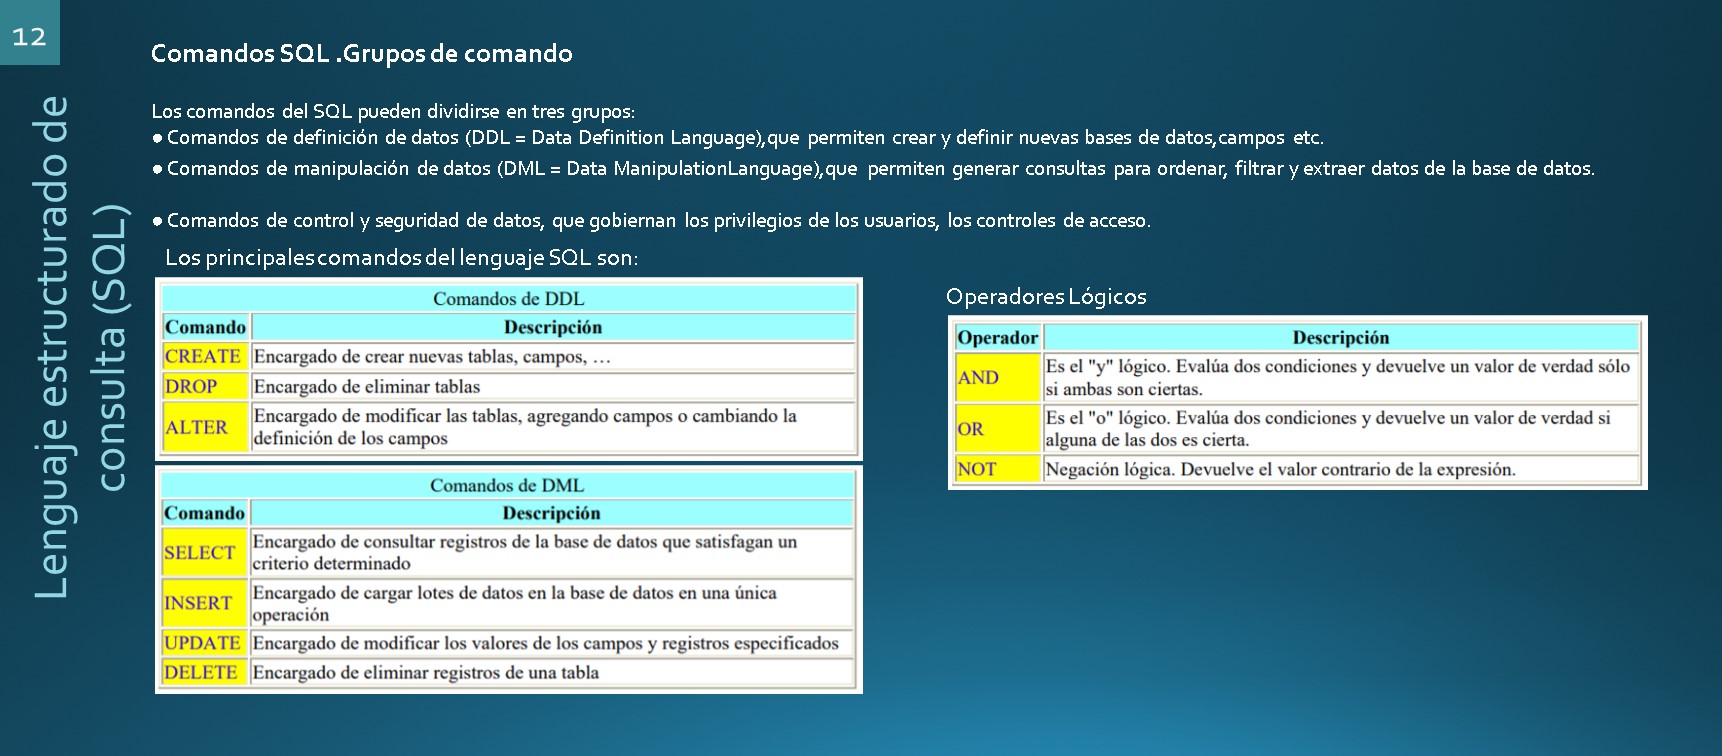 12
Lenguaje estructurado de
consulta (SQL)
Comandos SQL .Grupos de comando
Los comandos del SQL pueden dividirse en tres grupos:
● Comandos de definición de datos (DDL = Data Definition Language),que permiten crear y definir nuevas bases de datos,campos etc.
● Comandos de manipulación de datos (DML = Data ManipulationLanguage),que permiten generar consultas para ordenar, filtrar y extraer datos de la base de datos.
● Comandos de control y seguridad de datos, que gobiernan los privilegios de los usuarios, los controles de acceso.
Los principales comandos del lenguaje SQL son:
Comandos de DDL
Comando Descripción
CREATE Encargado de crear nuevas tablas, campos, …
DROP Encargado de eliminar tablas
ALTER Encargado de modificar las tablas, agregando campos o cambiando la
definición de los campos
Comandos de DML
Comando Descripción
SELECT Encargado de consultar registros de la base de datos que satisfagan un
criterio determinado
INSERT Encargado de cargar lotes de datos en la base de datos en una única
operación
UPDATE Encargado de modificar los valores de los campos y registros especificados
DELETE Encargado de eliminar registros de una tabla
Operadores Lógicos
Operador Descripción
AND Es el "y" lógico. Evalúa dos condiciones y devuelve un valor de verdad sólo
si ambas son ciertas.
OR Es el "o" lógico. Evalúa dos condiciones y devuelve un valor de verdad si
alguna de las dos es cierta.
NOT Negación lógica. Devuelve el valor contrario de la expresión.